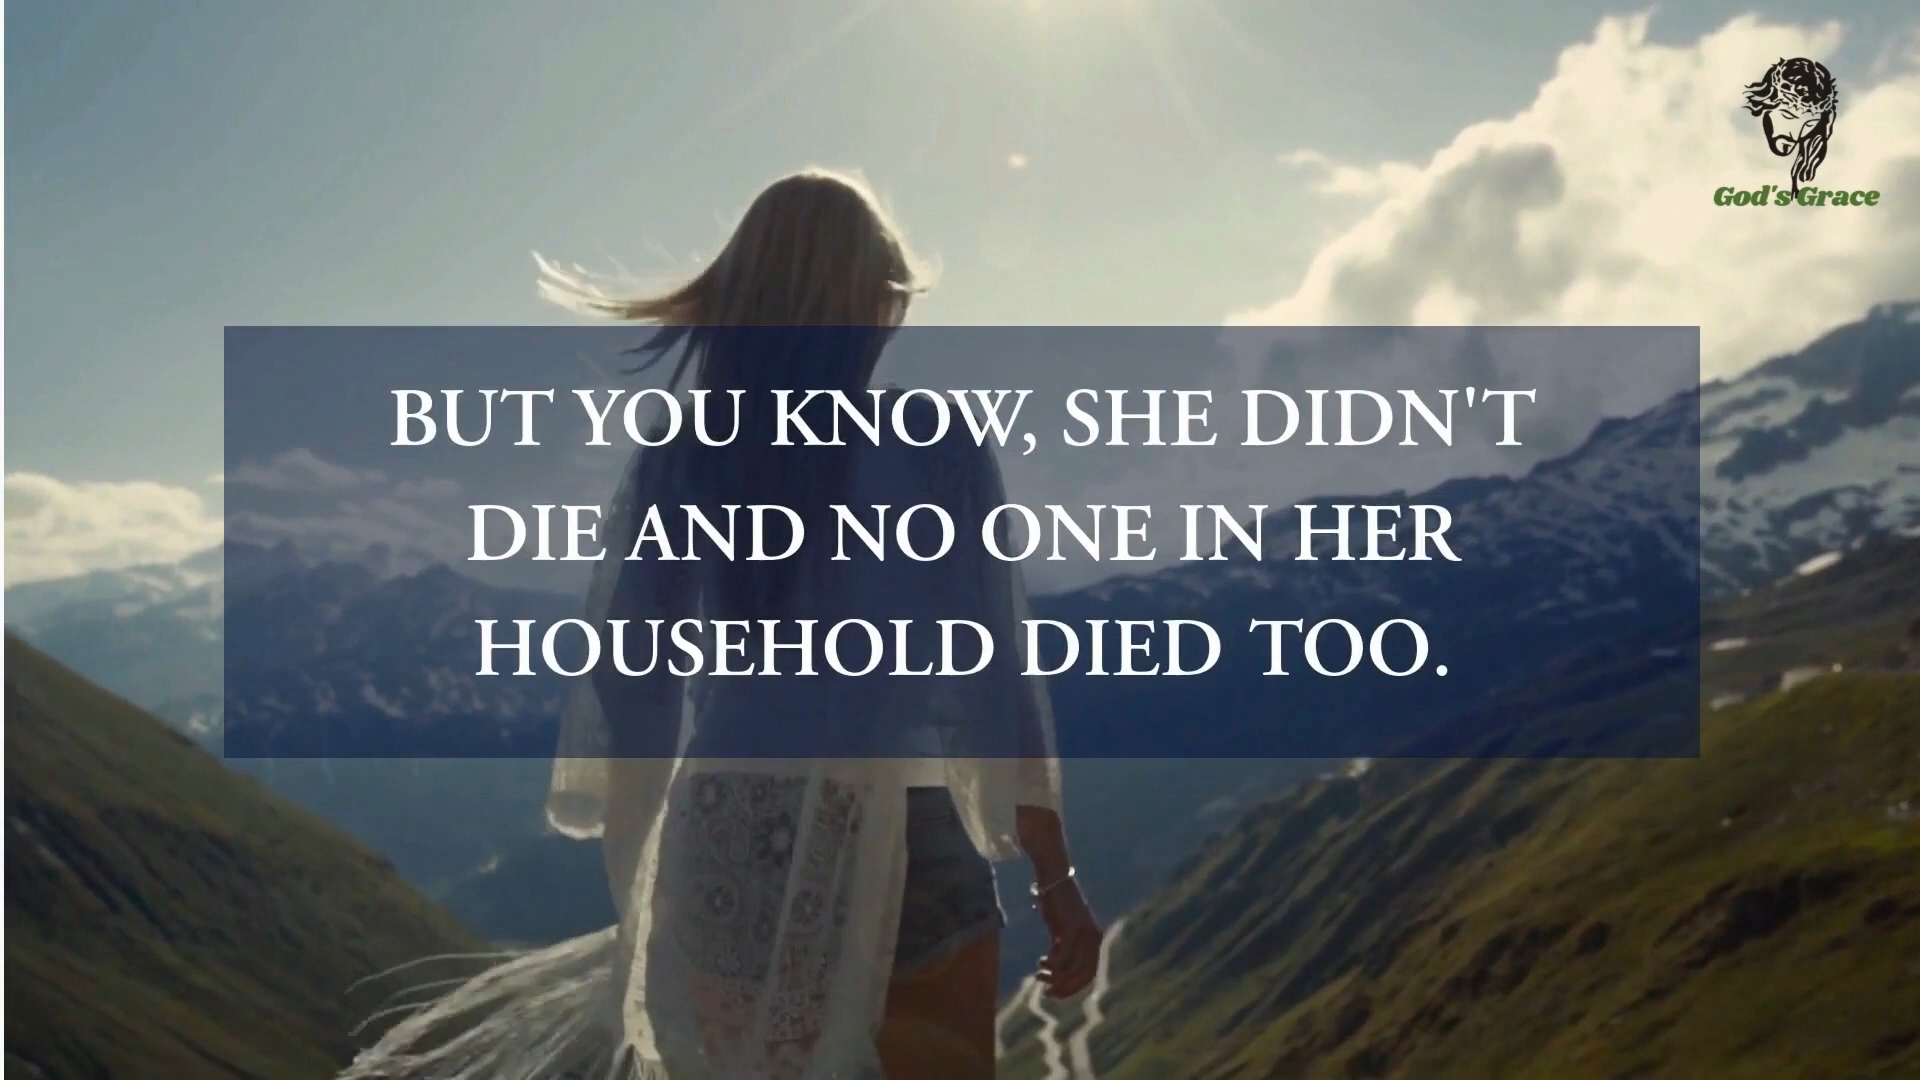 God's Grace
BUT YOU KNOW, SHE DIDN'T
DIE AND NO ONE IN HER
HOUSEHOLD DIED TOO.